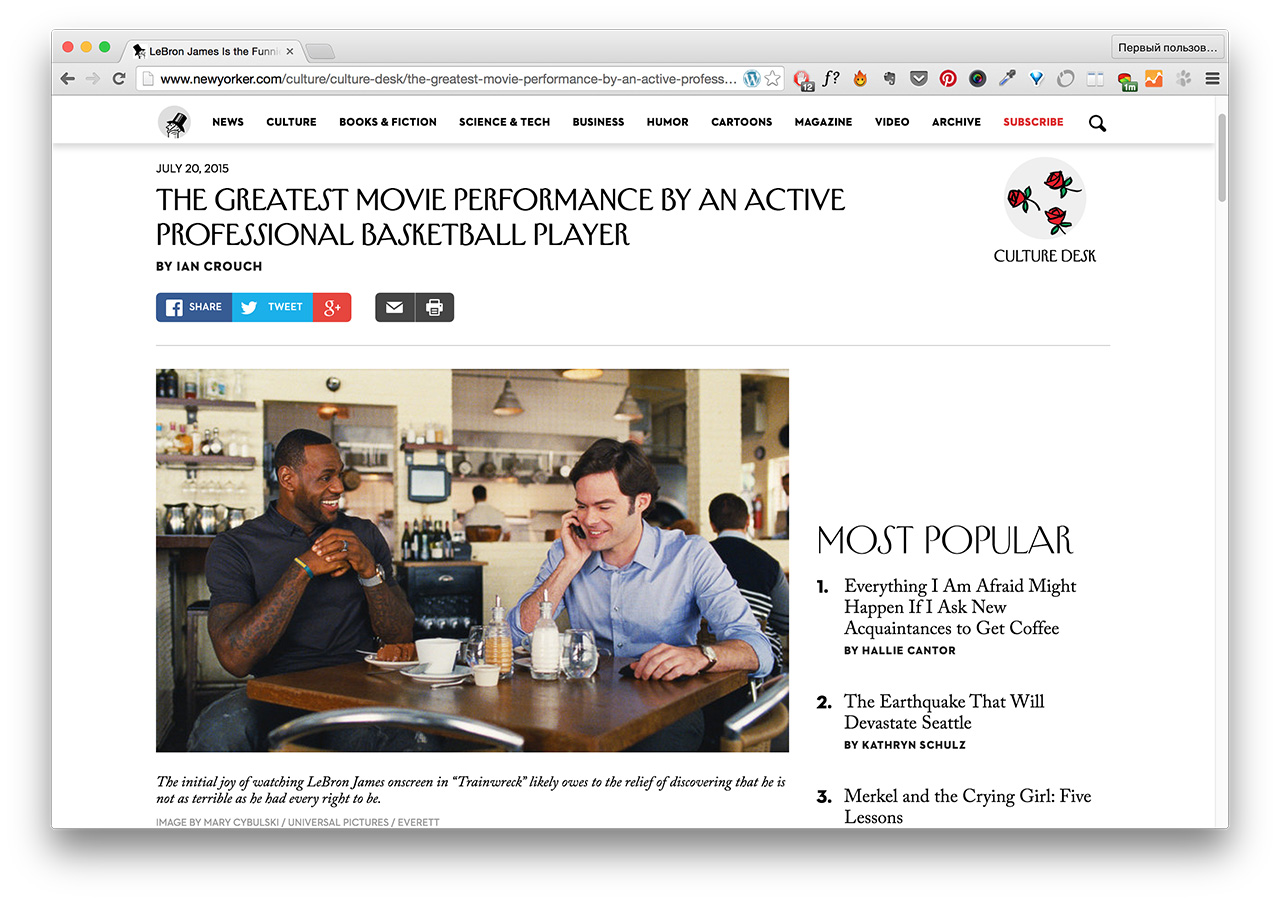 LeBron James Is the Funni
Первый пользов...
www.newyorker.com/culture/culture-desk/the-greatest-movie-performance-by-an-active-profess...
12
f?
1m
NEWS CULTURE BOOKS & FICTION SCIENCE & TECH BUSINESS HUMOR CARTOONS MAGAZINE VIDEO ARCHIVE SUBSCRIBE
JULY 20, 2015
THE GREATEST MOVIE PERFORMANCE BY AN ACTIVE
PROFESSIONAL BASKETBALL PLAYER
BY IAN CROUCH
CULTURE DESK
SHARE TWEET g+
The initial joy of watching LeBron James onscreen in “Trainwreck” likely owes to the relief of discovering that he is
not as terrible as he had every right to be.
IMAGE BY MARY CYBULSKI / UNIVERSAL PICTURES / EVERETT
MOST POPULAR
1. Everything I Am Afraid Might
Happen If I Ask New
Acquaintances to Get Coffee
BY HALLIE CANTOR
2. The Earthquake That Will
Devastate Seattle
BY KATHRYN SCHULZ
3. Merkel and the Crying Girl: Five
Lessons